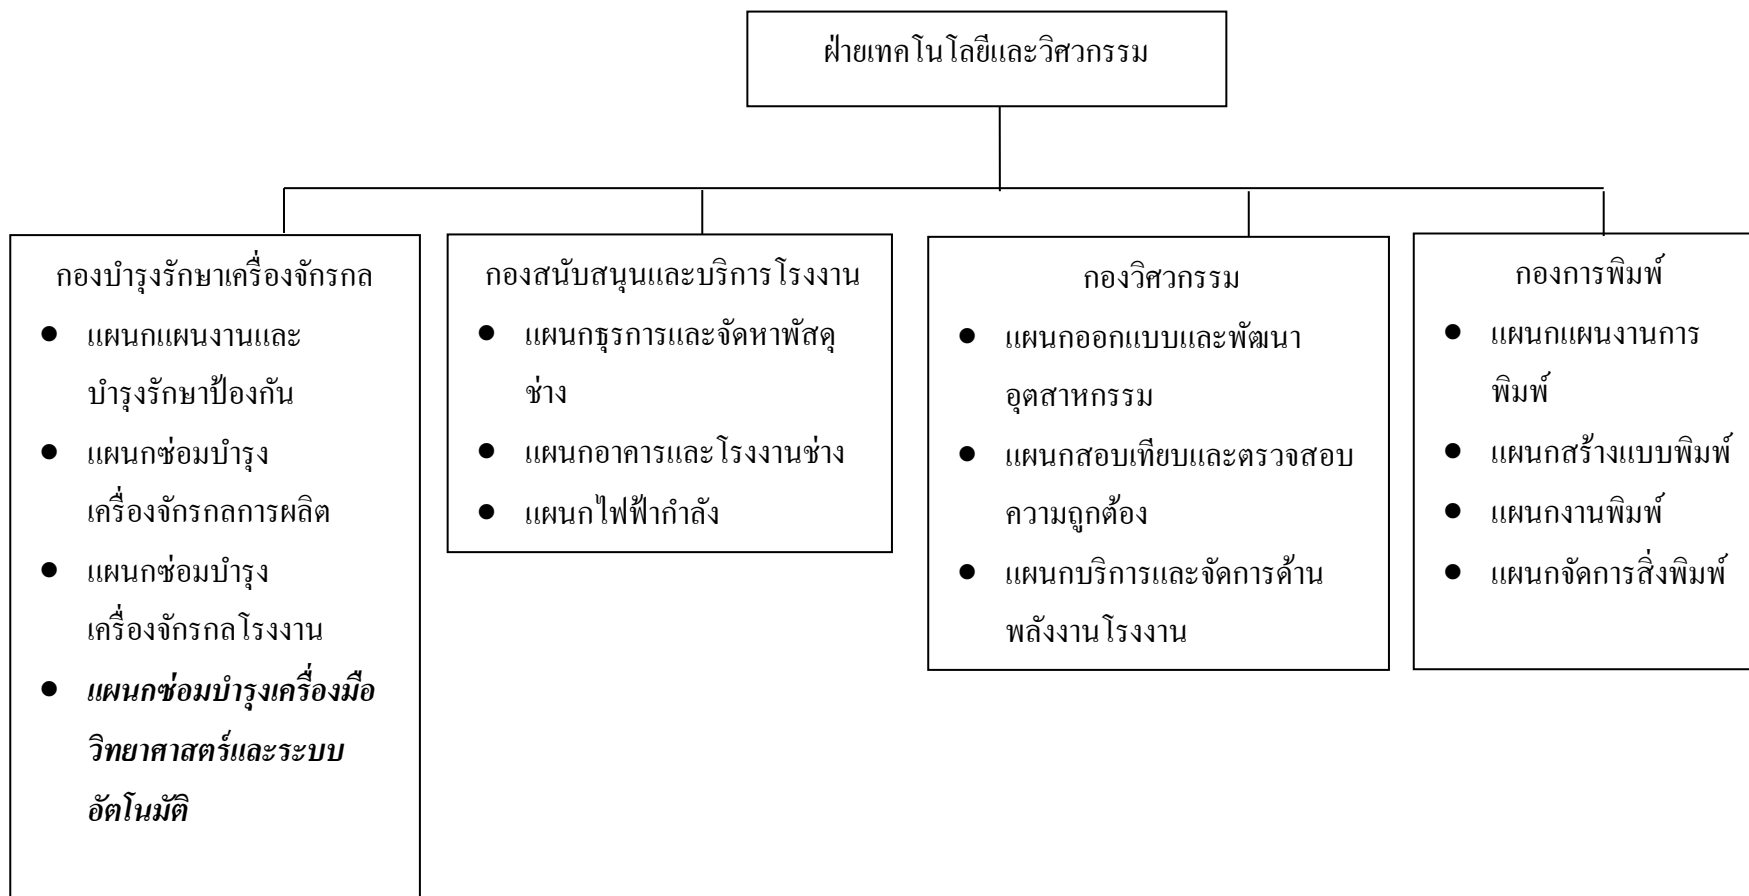 ฝ่ายเทคโนโลยีและวิศวกรรม
กองบำรุงรักษาเครื่องจักรกล
● แผนกแผนงานและ
บำรุงรักษาป้องกัน
● แผนกซ่อมบำรุง
เครื่องจักรกลการผลิต
● แผนกซ่อมบำรุง
เครื่องจักรกลโรงงาน
● แผนกซ่อมบำรุงเครื่องมือ
วิทยาศาสตร์และระบบ
อัตโนมัติ
กองสนับสนุนและบริการโรงงาน
● แผนกธุรการและจัดหาพัสดุ
ช่าง
● แผนกอาคารและโรงงานช่าง
● แผนกไฟฟ้ากำลัง
กองวิศวกรรม
● แผนกออกแบบและพัฒนา
อุตสาหกรรม
● แผนกสอบเทียบและตรวจสอบ
ความถูกต้อง
● แผนกบริการและจัดการด้าน
พลังงานโรงงาน
กองการพิมพ์
● แผนกแผนงานการ
พิมพ์
● แผนกสร้างแบบพิมพ์
● แผนกงานพิมพ์
● แผนกจัดการสิ่งพิมพ์